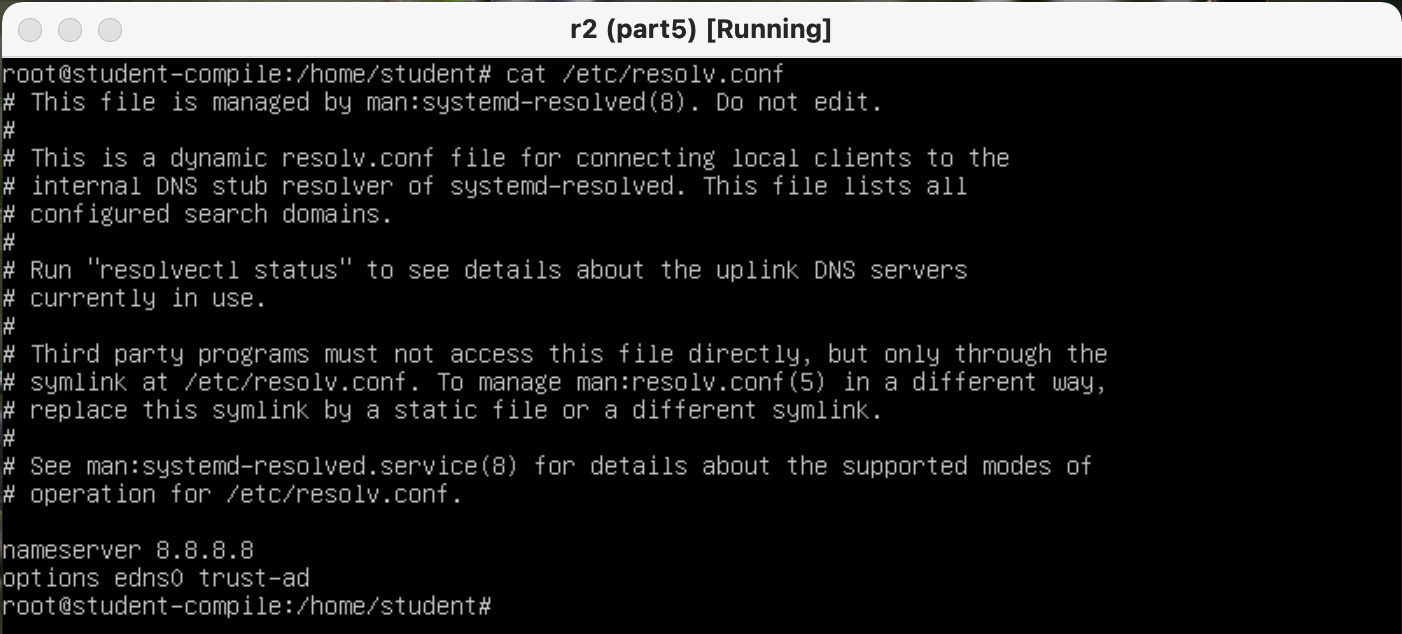 r2 (part5) [Running]
root@student-compile:/home/student# cat /etc/resolv.conf
# This file is managed by man:systemd-resolved(8). Do not edit.
#
# This is a dynamic resolv.conf file for connecting local clients to the
# internal DNS stub resolver of systemd-resolved. This file lists all
# configured search domains.
#
# Run "resolvectl status" to see details about the uplink DNS servers
# currently in use.
#
# Third party programs must not access this file directly, but only through the
# symlink at /etc/resolv.conf. To manage man:resolv.conf(5) in a different way,
# replace this symlink by a static file or a different symlink.
#
# See man:systemd-resolved.service(8) for details about the supported modes of
# operation for /etc/resolv.conf.
nameserver 8.8.8.8
options edns0 trust-ad
root@student-compile:/home/student#